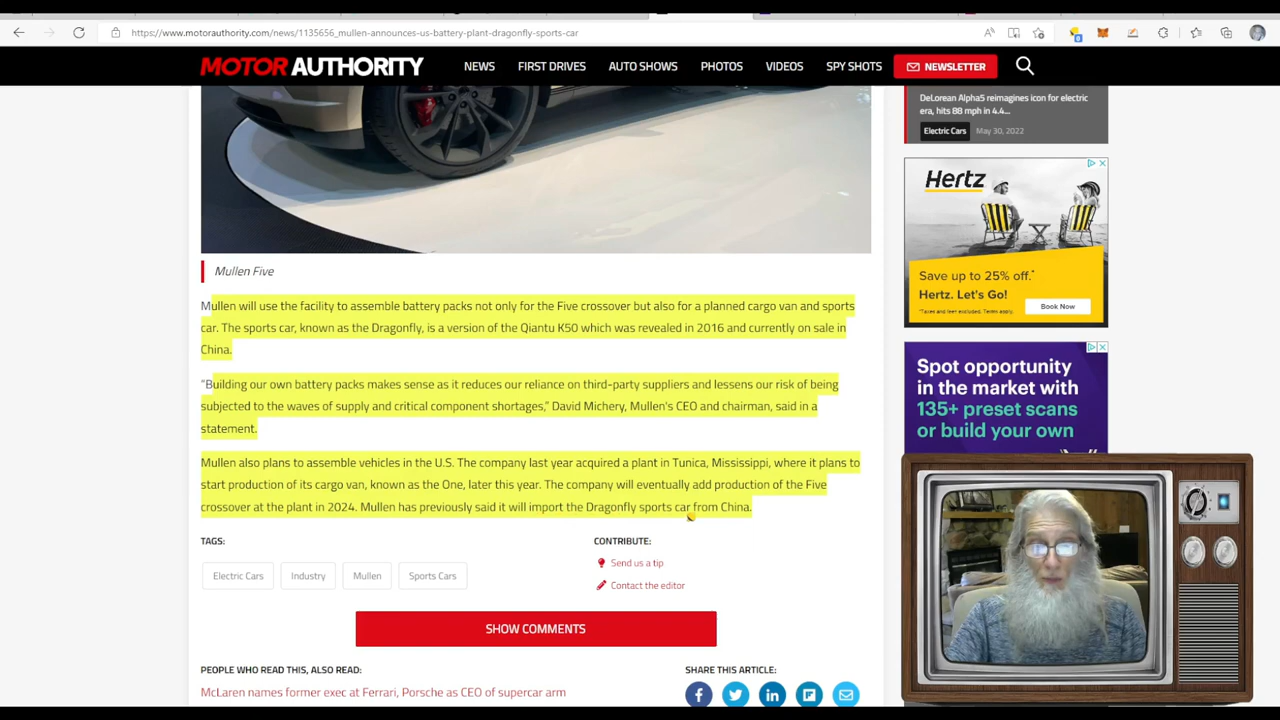 https://www.motorauthority.com/news/1135656_mullen-announces-us-battery-plant-dragonfly-sports-car
MOTOR AUTHORITY
NEWS
FIRST DRIVES
AUTO SHOWS
PHOTOS
VIDEOS
SPY SHOTS
NEWSLETTER
DeLorean Alpha5 reimagines icon for electric
era, hits 88 mph in 4.4...
Electric Cars
May 30, 2022
Hertz
Save up to 25% off.*
Hertz. Let's Go!
Book Now
Mullen Five
Mullen will use the facility to assemble battery packs not only for the Five crossover but also for a planned cargo van and sports
car. The sports car, known as the Dragonfly, is a version of the Qiantu K50 which was revealed in 2016 and currently on sale in
China.
"Building our own battery packs makes sense as it reduces our reliance on third-party suppliers and lessens our risk of being
subjected to the waves of supply and critical component shortages," David Michery, Mullen's CEO and chairman, said in a
statement.
Mullen also plans to assemble vehicles in the U.S. The company last year acquired a plant in Tunica, Mississippi, where it plans to
start production of its cargo van, known as the One, later this year. The company will eventually add production of the Five
crossover at the plant in 2024. Mullen has previously said it will import the Dragonfly sports car from China.
Spot opportunity
in the market with
135+ preset scans
or build your own
TAGS:
Electric Cars
Industry
Mullen
Sports Cars
CONTRIBUTE:
Send us a tip
Contact the editor
SHOW COMMENTS
PEOPLE WHO READ THIS, ALSO READ:
McLaren names former exec at Ferrari, Porsche as CEO of supercar arm
SHARE THIS ARTICLE: